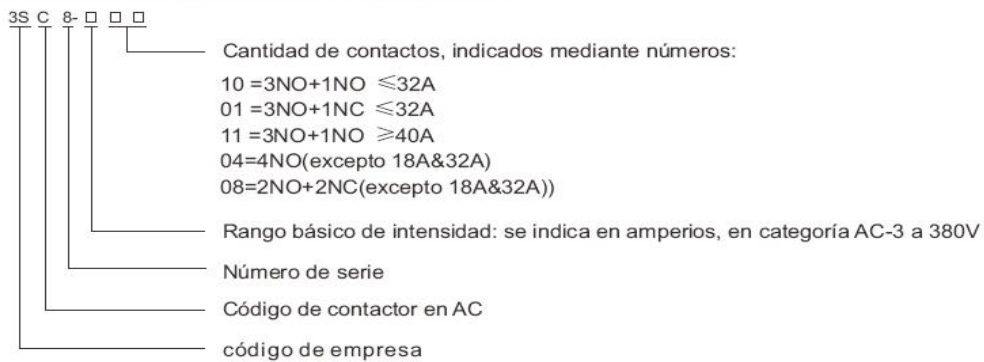 3S C 8-□ □ □
Cantidad de contactos, indicados mediante números:
10 =3NO+1NO ≤32A
01 =3NO+1NC ≤32A
11 =3NO+1NO ≥40A
04=4NO(excepto 18A&32A)
08=2NO+2NC(excepto 18A&32A))
Rango básico de intensidad: se indica en amperios, en categoría AC-3 a 380V
Número de serie
Código de contactor en AC
código de empresa